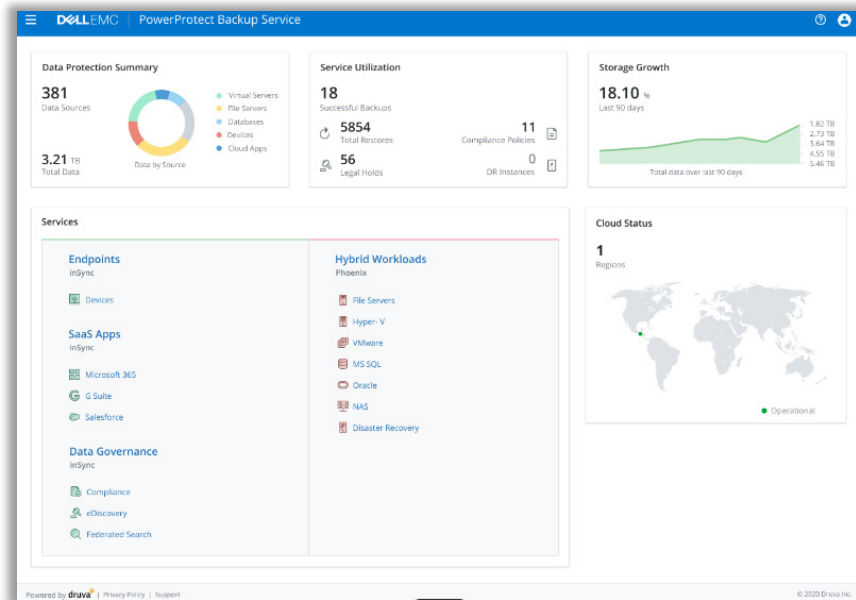 DELLEMC | PowerProtect Backup Service
Data Protection Summary
381
Data Sources
3.21 TB
Total Data
Data by Source
Virtual Servers
File Servers
Databases
Devices
Cloud Apps
Service Utilization
18
Successful Backups
5854
Total Restores
11
Compliance Policies
56
Legal Holds
0
DR Instances
Storage Growth
18.10 %
Last 90 days
1.82 TB
2.73 TB
3.64 TB
4.55 TB
5.46 TB
Total data over last 90 days
Services
Endpoints
inSync
Devices
SaaS Apps
inSync
Microsoft 365
G Suite
Salesforce
Data Governance
inSync
Compliance
eDiscovery
Federated Search
Hybrid Workloads
Phoenix
File Servers
Hyper- V
VMware
MS SQL
Oracle
NAS
Disaster Recovery
Cloud Status
1
Regions
Operational
Powered by druva | Privacy Policy | Support
© 2020 Druva Inc.